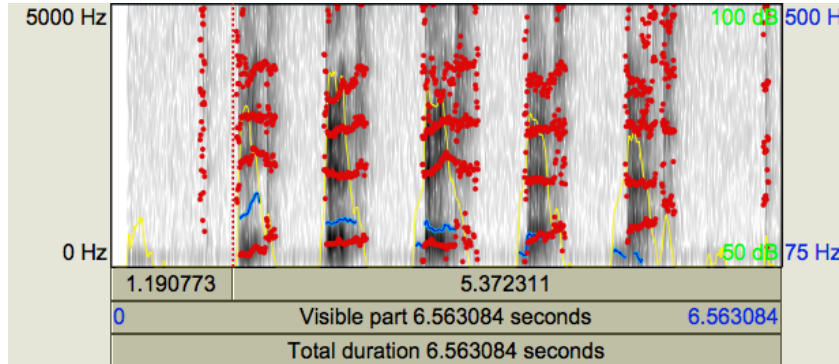 5000 Hz 100 dB 500 Hz
0 Hz 50 dB 75 Hz
1.190773 5.372311
0 Visible part 6.563084 seconds 6.563084
Total duration 6.563084 seconds